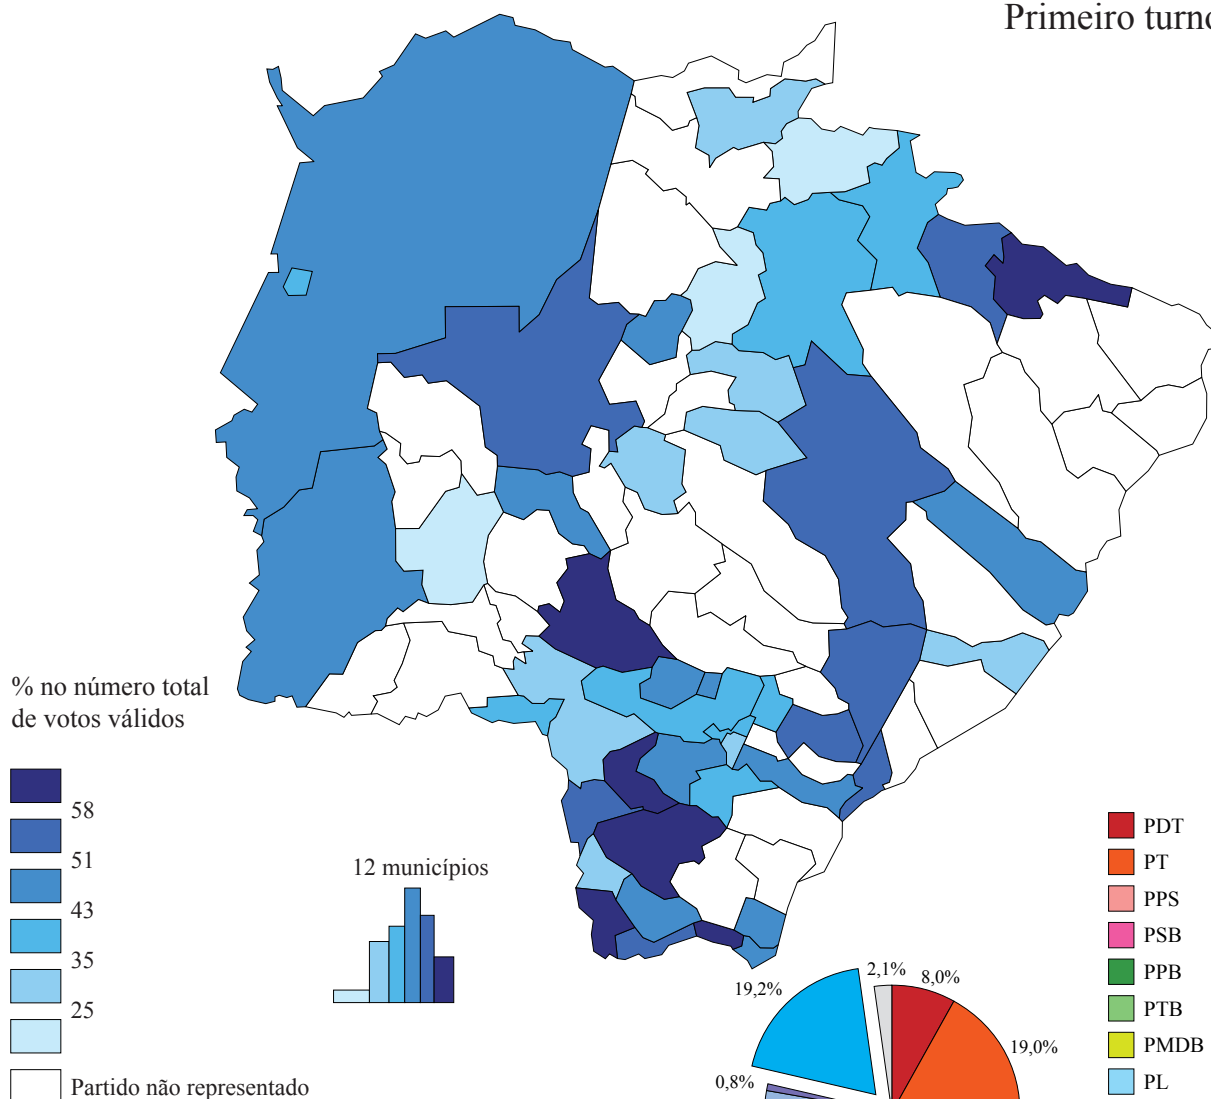 Primeiro turno
% no número total
de votos válidos
58
51
43
35
25
Partido não representado
12 municípios
2,1%
8,0%
19,2%
19,0%
0,8%
PDT
PT
PPS
PSB
PPB
PTB
PMDB
PL